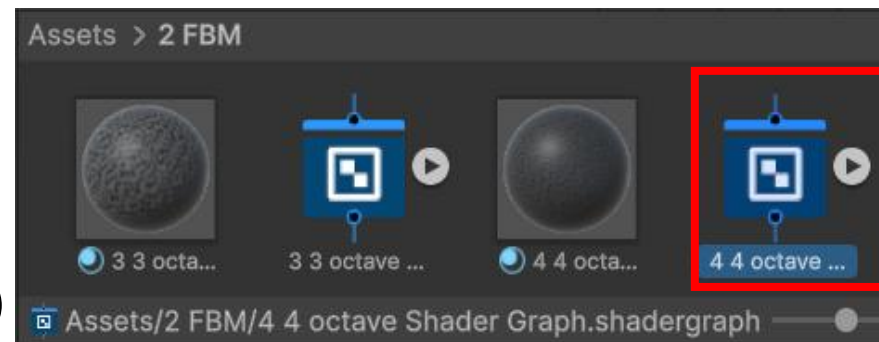 Assets > 2 FBM
3 3 octa...
3 3 octave ...
4 4 octa...
4 4 octave ...
)
Assets/2 FBM/4 4 octave Shader Graph.shadergraph